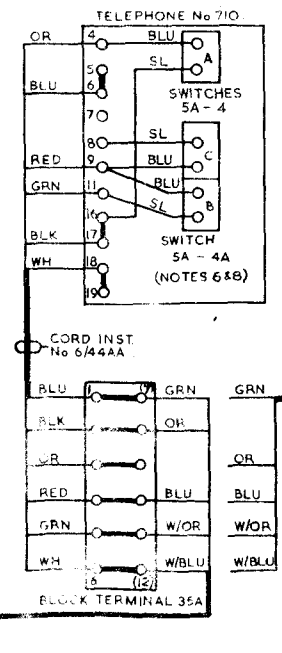 TELEPHONE No 710.
OR 4 BLU
5 SL A
BLU 6 SWITCHES
7 5A - 4
8 SL
RED 9 BLU C
BLU
GRN 11 SL B
16
BLK 17 SWITCH
WH 18 5A - 4A
19 (NOTES 6&8)
CORD INST.
No 6/44AA
BLU 1 (7) GRN GRN
BLK OR
OR OR
RED BLU BLU
GRN W/OR W/OR
WH W/BLU W/BLU
6 (12)
BLOCK TERMINAL 35A